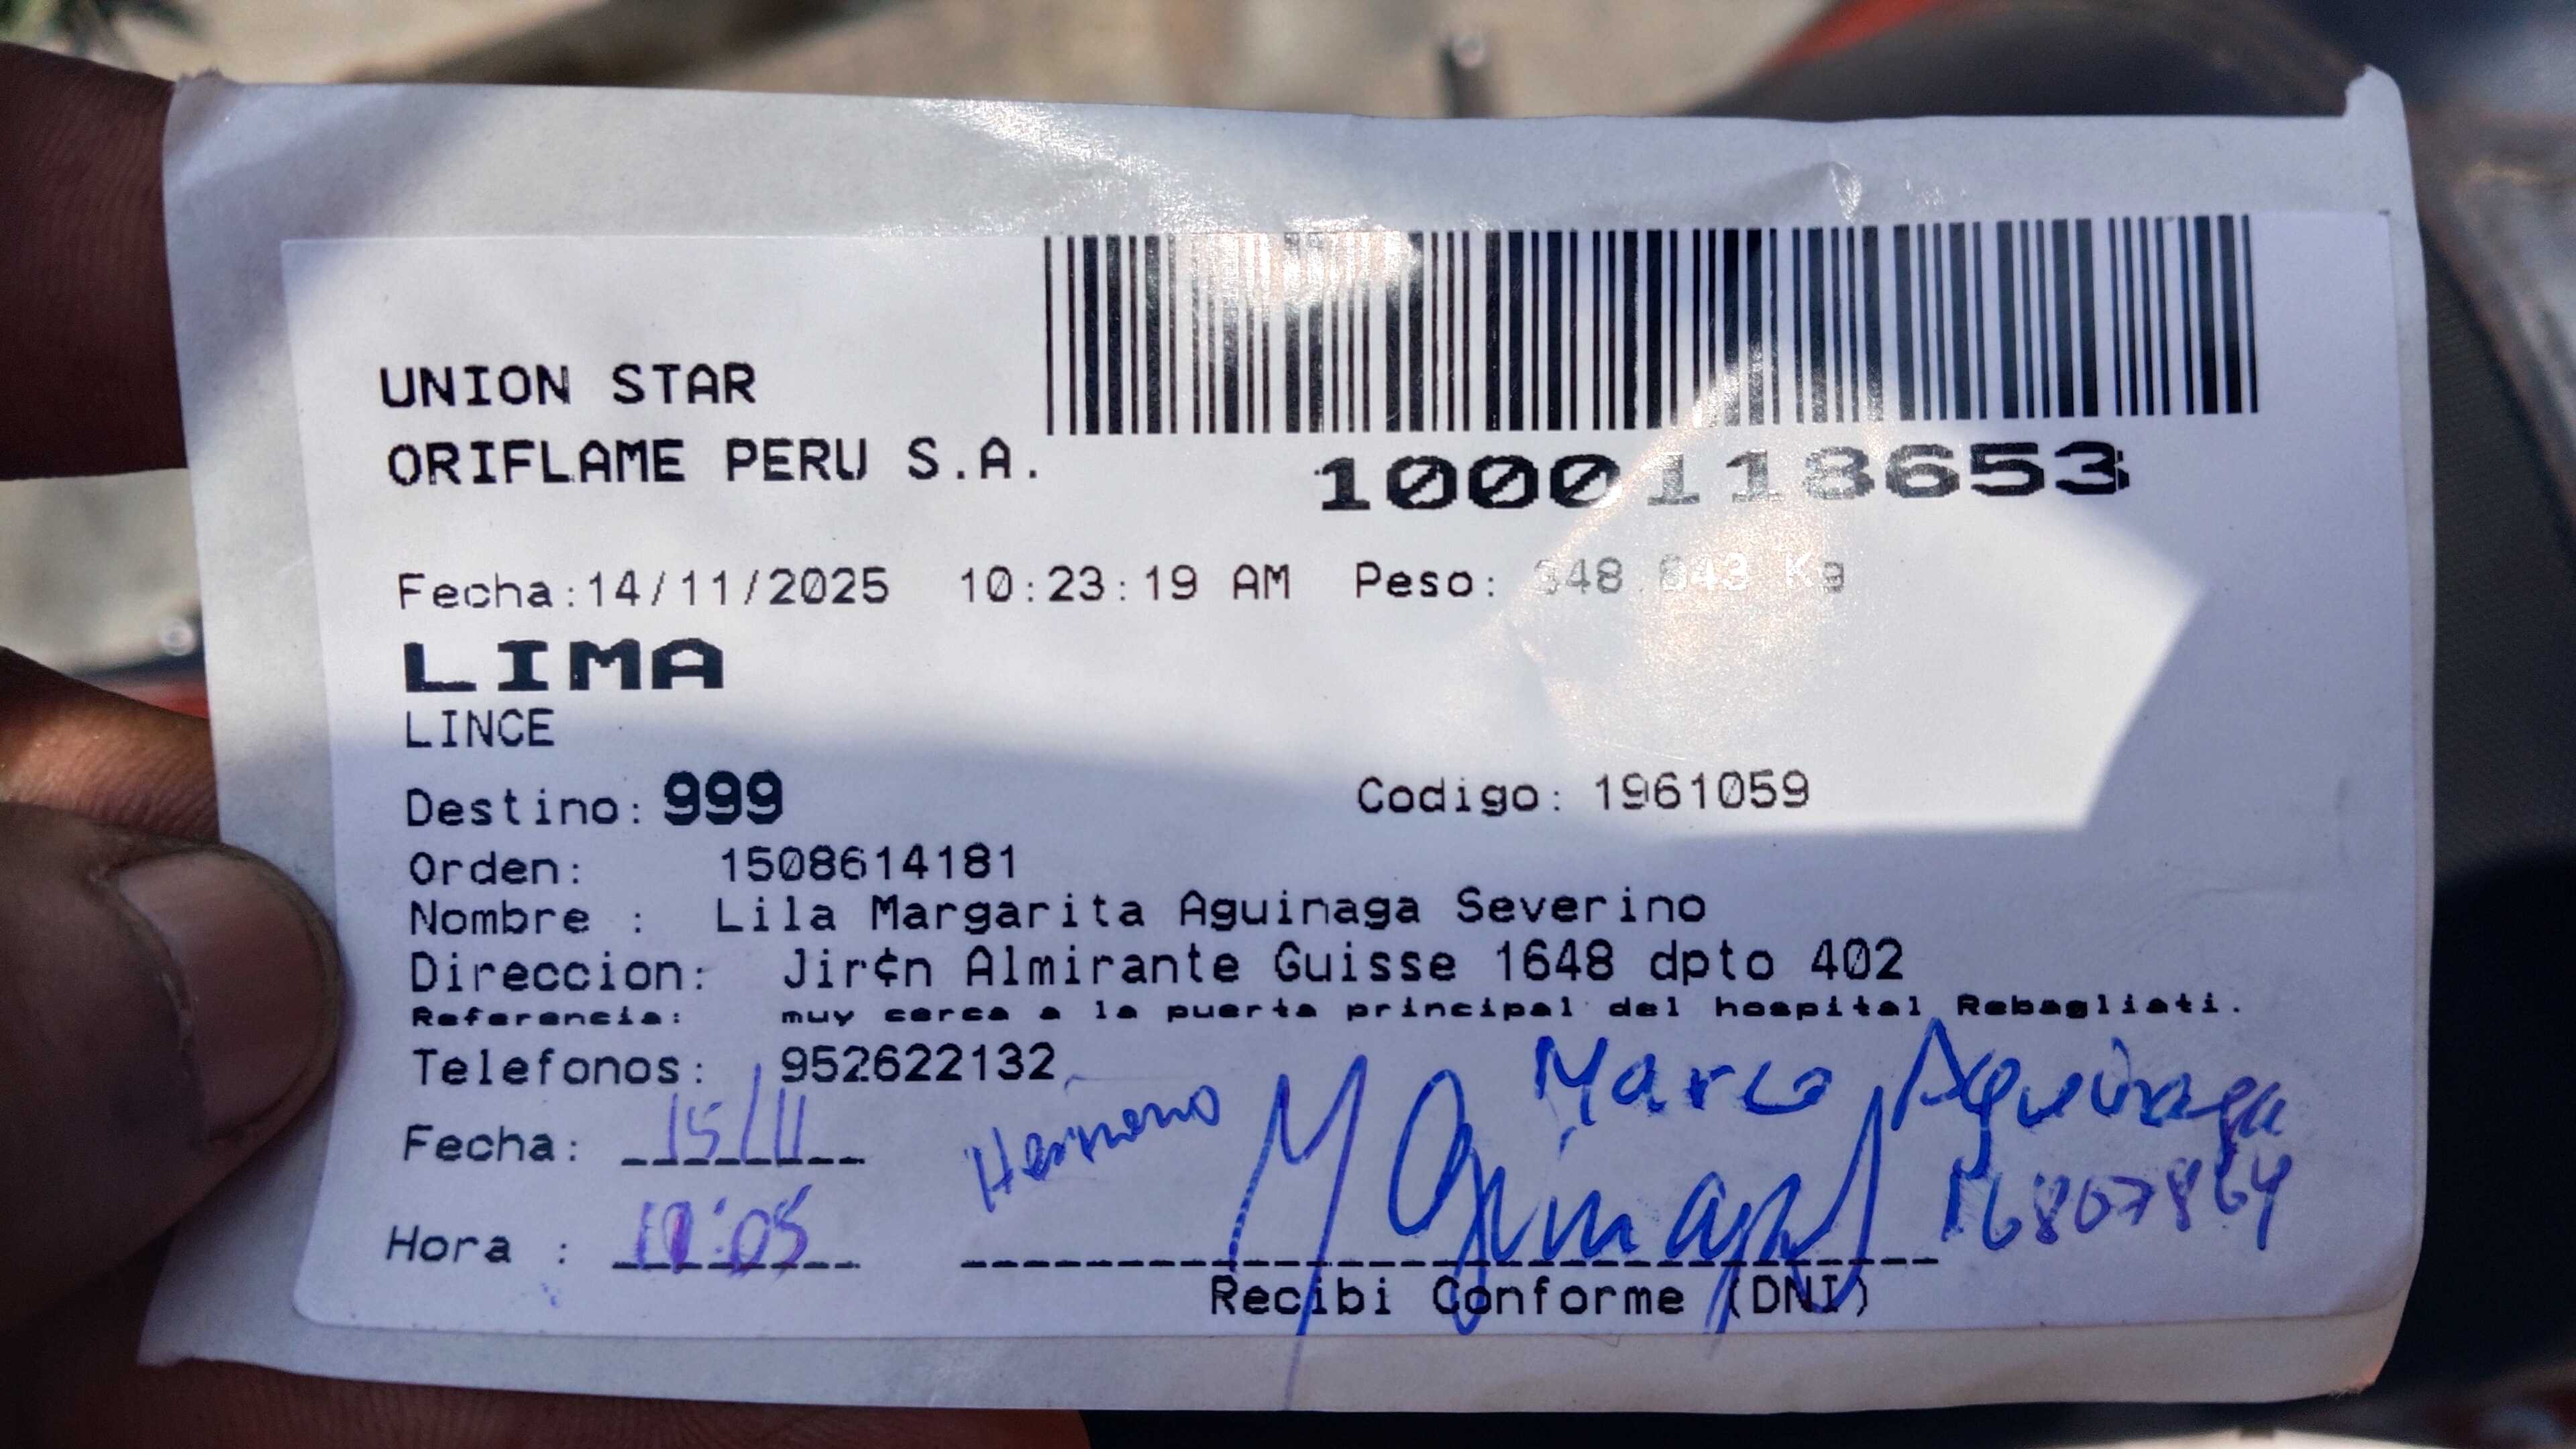 UNION STAR
ORIFLAME PERU S.A.
1000118653
Fecha:14/11/2025 10:23:19 AM Peso: Kg
LIMA
LINCE
Destino: 999 Codigo: 1961059
Orden: 1508614181
Nombre : Lila Margarita Aguinaga Severino
Direccion: Jir¢n Almirante Guisse 1648 dpto 402
Referencia: muy cerca a la puerta principal del hospital Rebagliati.
Telefonos: 952622132
Marco Aguinaga
Fecha: 15/11 Hermano
Hora :
Recibi Conforme (DNI)